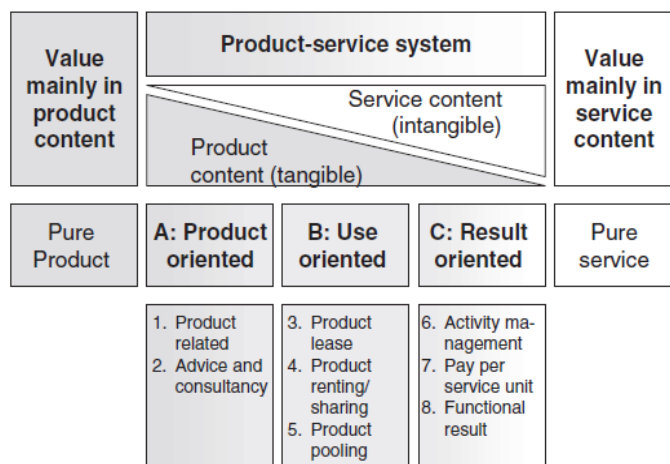 Value
mainly in
product
content
Product-service system
Service content
(intangible)
Product
content (tangible)
Value
mainly in
service
content
Pure
Product
A: Product
oriented
B: Use
oriented
C: Result
oriented
Pure
service
1. Product
related
2. Advice and
consultancy
3. Product
lease
4. Product
renting/
sharing
5. Product
pooling
6. Activity ma-
nagement
7. Pay per
service unit
8. Functional
result